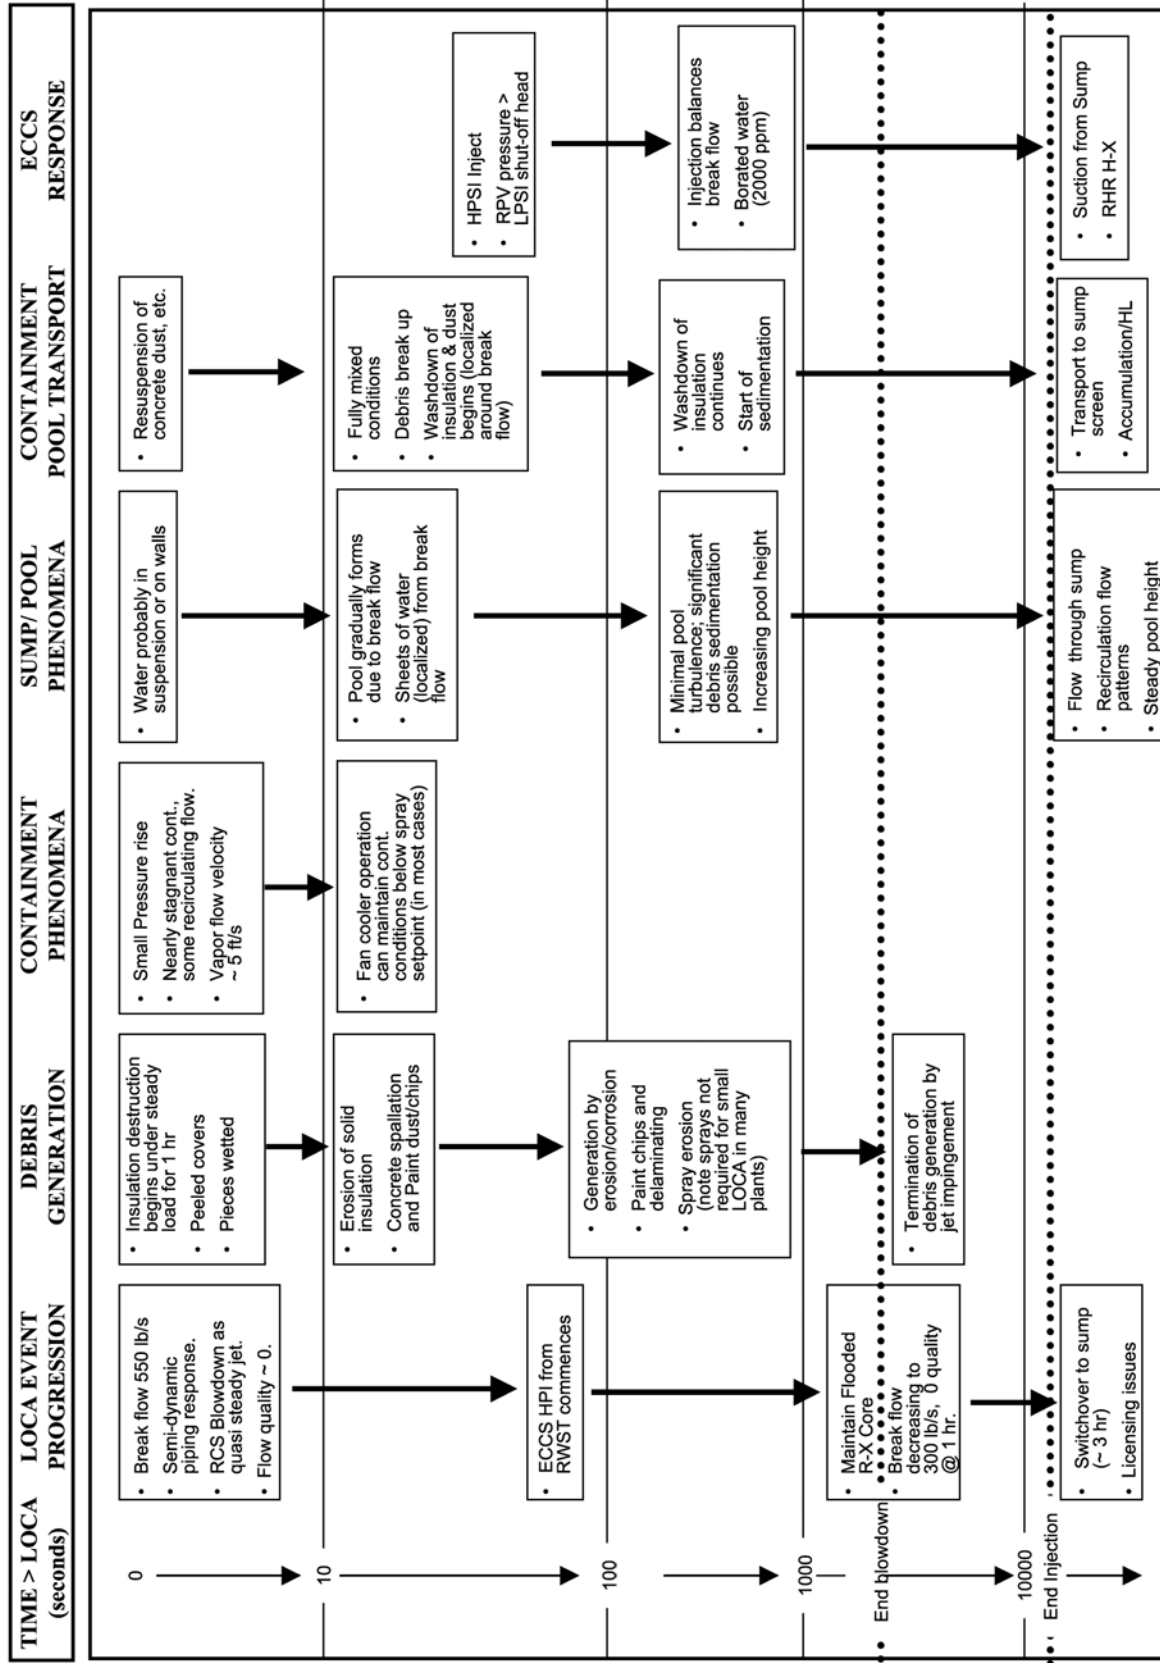 TIME > LOCA
(seconds)
LOCA EVENT
PROGRESSION
DEBRIS
GENERATION
CONTAINMENT
PHENOMENA
SUMP/ POOL
PHENOMENA
CONTAINMENT
POOL TRANSPORT
ECCS
RESPONSE
0
• Break flow 550 lb/s
• Semi-dynamic
piping response.
• RCS Blowdown as
quasi steady jet.
• Flow quality ~ 0.
• Insulation destruction
begins under steady
load for 1 hr
• Peeled covers
• Pieces wetted
• Small Pressure rise
• Nearly stagnant cont.,
some recirculating flow.
• Vapor flow velocity
~ 5 ft/s
• Water probably in
suspension or on walls
• Resuspension of
concrete dust, etc.
10
• Erosion of solid
insulation
• Concrete spallation
and Paint dust/chips
• Fan cooler operation
can maintain cont.
conditions below spray
setpoint (in most cases)
• Pool gradually forms
due to break flow
• Sheets of water
(localized) from break
flow
• Fully mixed
conditions
• Debris break up
• Washdown of
insulation & dust
begins (localized
around break
flow)
• HPSI Inject
• RPV pressure >
LPSI shut-off head
• ECCS HPI from
RWST commences
100
• Generation by
erosion/corrosion
• Paint chips and
delaminating
• Spray erosion
(note sprays not
required for small
LOCA in many
plants)
• Minimal pool
turbulence; significant
debris sedimentation
possible
• Increasing pool height
• Washdown of
insulation
continues
• Start of
sedimentation
• Injection balances
break flow
• Borated water
(2000 ppm)
1000
• Maintain Flooded
R-X Core
• Break flow
decreasing to
300 lb/s, 0 quality
@ 1 hr.
End blowdown
• Termination of
debris generation by
jet impingement
10000
End Injection
• Switchover to sump
(~ 3 hr)
• Licensing issues
• Flow through sump
• Recirculation flow
patterns
• Steady pool height
• Transport to sump
screen
• Accumulation/HL
• Suction from Sump
• RHR H-X